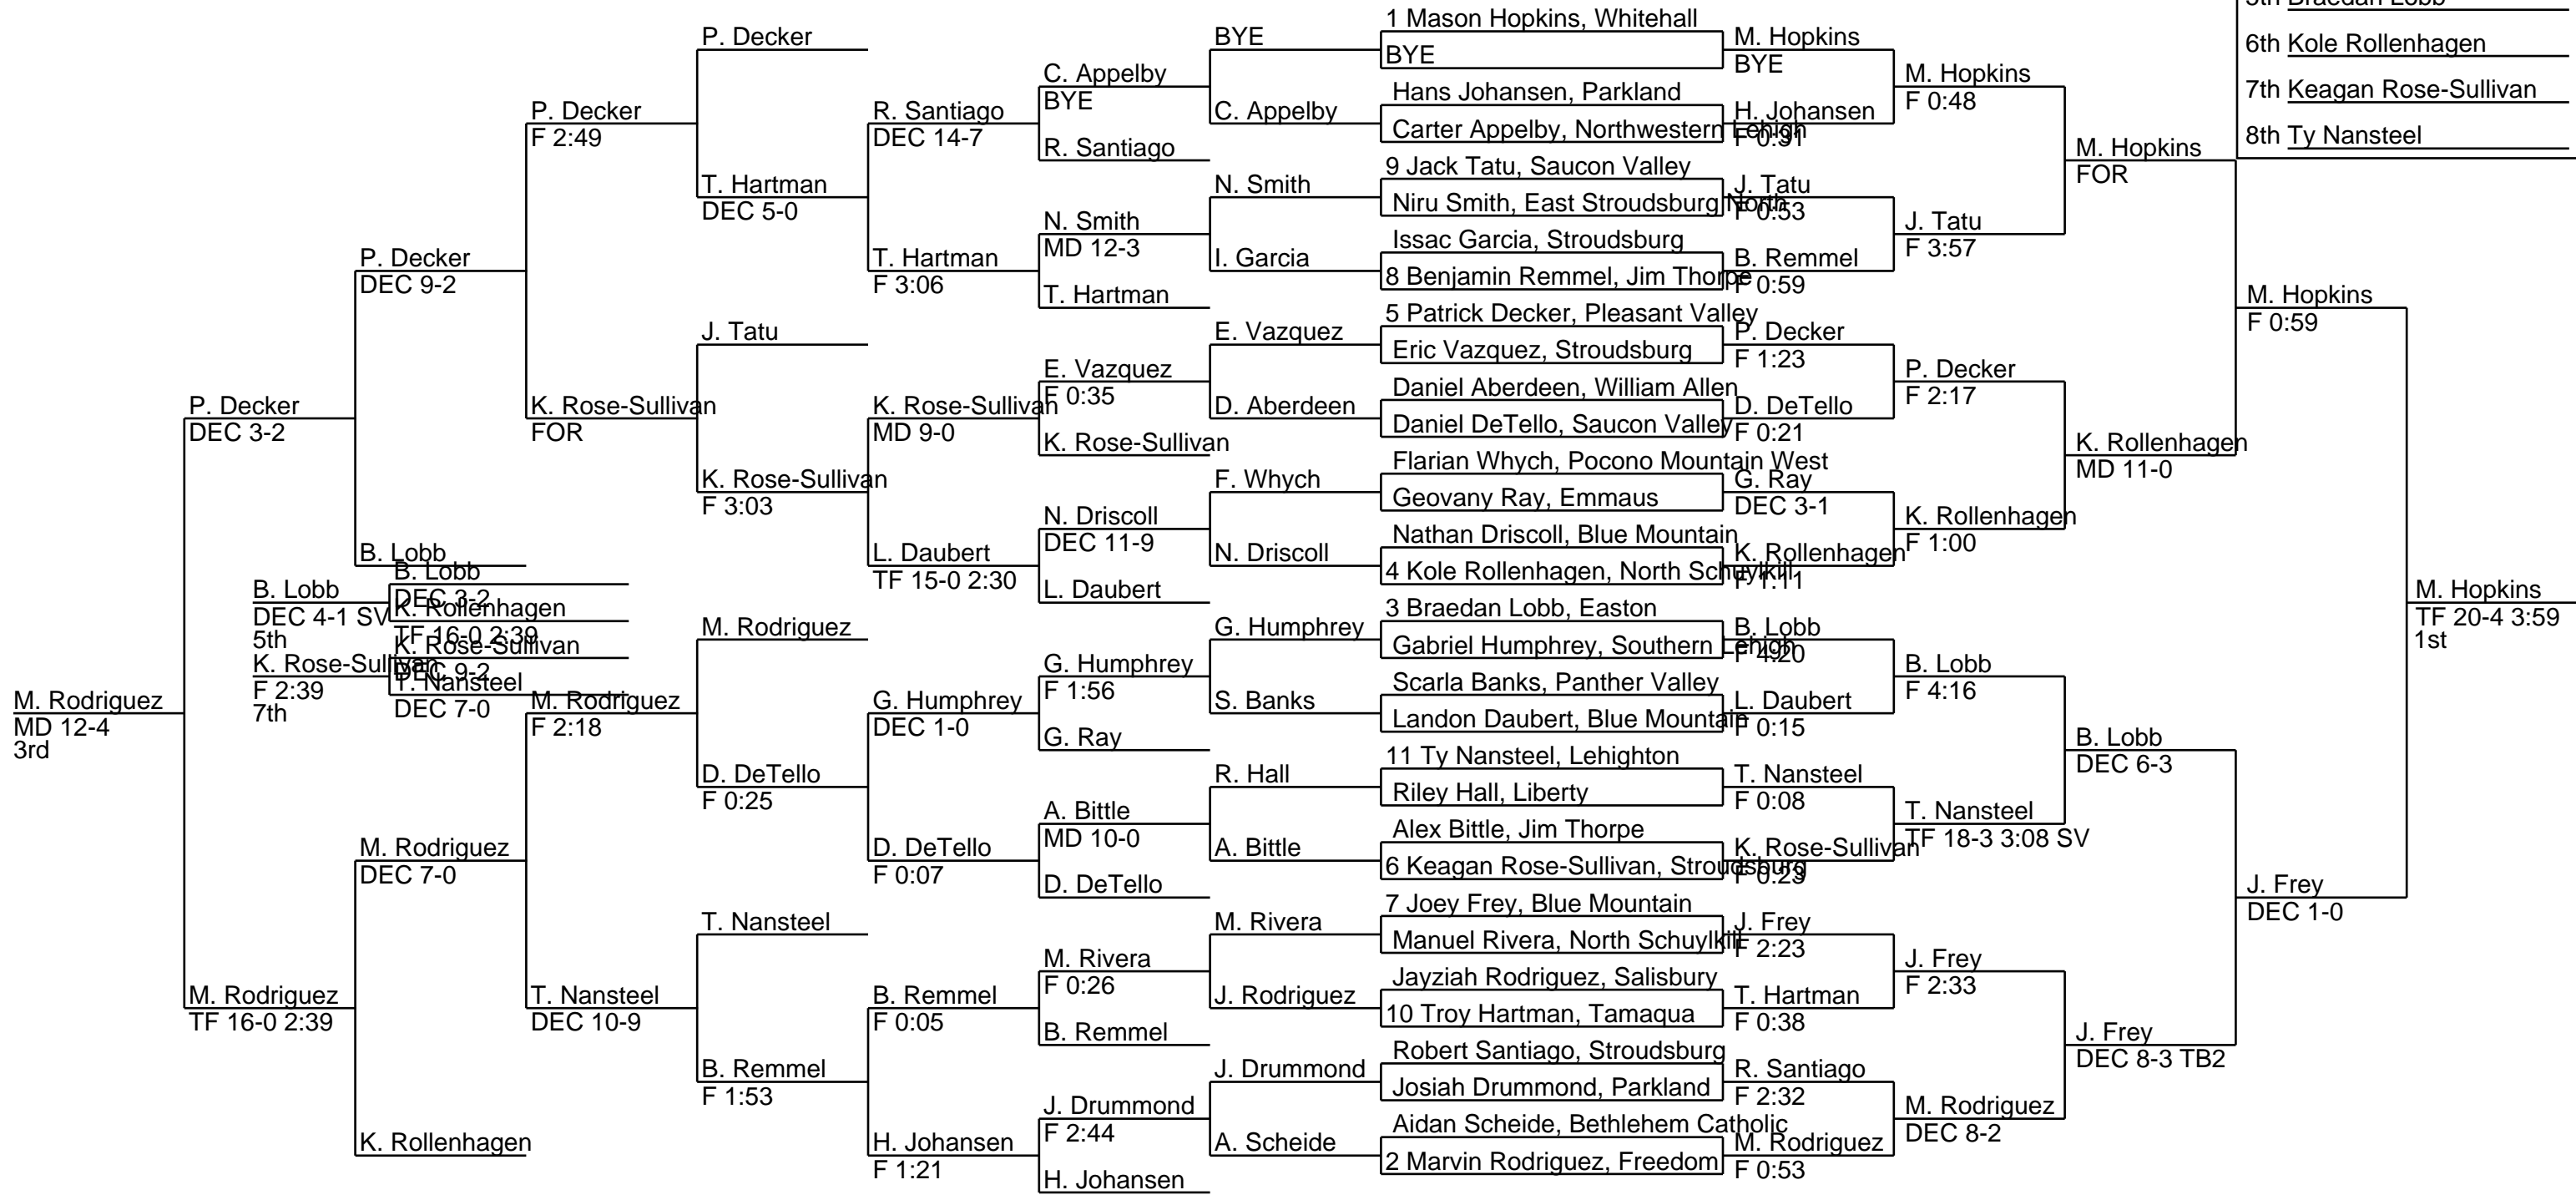 5th Braedan Lobb
6th Kole Rollenhagen
7th Keagan Rose-Sullivan
8th Ty Nansteel
1 Mason Hopkins, Whitehall
BYE
Hans Johansen, Parkland
Carter Appelby, Northwestern Lehigh
9 Jack Tatu, Saucon Valley
Niru Smith, East Stroudsburg North
Issac Garcia, Stroudsburg
8 Benjamin Remmel, Jim Thorpe
5 Patrick Decker, Pleasant Valley
Eric Vazquez, Stroudsburg
Daniel Aberdeen, William Allen
Daniel DeTello, Saucon Valley
Flarian Whych, Pocono Mountain West
Geovany Ray, Emmaus
Nathan Driscoll, Blue Mountain
4 Kole Rollenhagen, North Schuylkill
3 Braedan Lobb, Easton
Gabriel Humphrey, Southern Lehigh
Scarla Banks, Panther Valley
Landon Daubert, Blue Mountain
11 Ty Nansteel, Lehighton
Riley Hall, Liberty
Alex Bittle, Jim Thorpe
6 Keagan Rose-Sullivan, Stroudsburg
7 Joey Frey, Blue Mountain
Manuel Rivera, North Schuylkill
Jayziah Rodriguez, Salisbury
10 Troy Hartman, Tamaqua
Robert Santiago, Stroudsburg
Josiah Drummond, Parkland
Aidan Scheide, Bethlehem Catholic
2 Marvin Rodriguez, Freedom
M. Hopkins
BYE
H. Johansen
F 0:31
J. Tatu
F 0:53
B. Remmel
F 0:59
P. Decker
F 1:23
D. DeTello
F 0:21
G. Ray
DEC 3-1
K. Rollenhagen
F 1:11
B. Lobb
F 4:20
L. Daubert
F 0:15
T. Nansteel
F 0:08
K. Rose-Sullivan
F 0:23
J. Frey
F 2:23
T. Hartman
F 0:38
R. Santiago
F 2:32
M. Rodriguez
F 0:53
M. Hopkins
F 0:48
J. Tatu
F 3:57
P. Decker
F 2:17
K. Rollenhagen
F 1:00
B. Lobb
F 4:16
T. Nansteel
TF 18-3 3:08 SV
J. Frey
F 2:33
M. Rodriguez
DEC 8-2
M. Hopkins
FOR
K. Rollenhagen
MD 11-0
B. Lobb
DEC 6-3
J. Frey
DEC 8-3 TB2
M. Hopkins
F 0:59
J. Frey
DEC 1-0
M. Hopkins
TF 20-4 3:59
1st
BYE
C. Appelby
N. Smith
I. Garcia
E. Vazquez
D. Aberdeen
F. Whych
N. Driscoll
G. Humphrey
S. Banks
R. Hall
A. Bittle
M. Rivera
J. Rodriguez
J. Drummond
A. Scheide
C. Appelby
BYE
R. Santiago
N. Smith
MD 12-3
T. Hartman
E. Vazquez
F 0:35
K. Rose-Sullivan
N. Driscoll
DEC 11-9
L. Daubert
G. Humphrey
F 1:56
G. Ray
A. Bittle
MD 10-0
D. DeTello
M. Rivera
F 0:26
B. Remmel
J. Drummond
F 2:44
H. Johansen
R. Santiago
DEC 14-7
T. Hartman
F 3:06
K. Rose-Sullivan
MD 9-0
L. Daubert
TF 15-0 2:30
G. Humphrey
DEC 1-0
D. DeTello
F 0:07
B. Remmel
F 0:05
H. Johansen
F 1:21
P. Decker
T. Hartman
DEC 5-0
J. Tatu
K. Rose-Sullivan
F 3:03
M. Rodriguez
D. DeTello
F 0:25
T. Nansteel
B. Remmel
F 1:53
P. Decker
F 2:49
K. Rose-Sullivan
FOR
M. Rodriguez
F 2:18
T. Nansteel
DEC 10-9
P. Decker
DEC 9-2
B. Lobb
M. Rodriguez
DEC 7-0
K. Rollenhagen
P. Decker
DEC 3-2
M. Rodriguez
TF 16-0 2:39
M. Rodriguez
MD 12-4
3rd
B. Lobb
DEC 3-2
K. Rollenhagen
TF 16-0 2:39
B. Lobb
DEC 4-1 SV
5th
K. Rose-Sullivan
DEC 9-2
T. Nansteel
DEC 7-0
K. Rose-Sullivan
F 2:39
7th